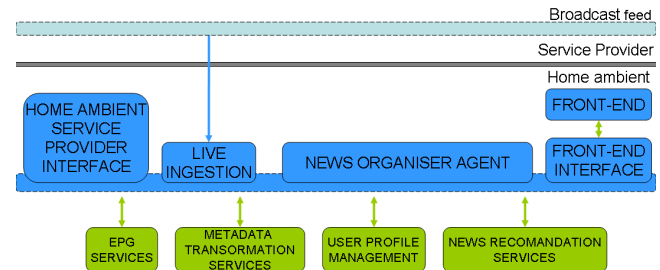 Broadcast feed
Service Provider
Home ambient
HOME AMBIENT
SERVICE
PROVIDER
INTERFACE
LIVE
INGESTION
NEWS ORGANISER AGENT
FRONT-END
FRONT-END
INTERFACE
EPG
SERVICES
METADATA
TRANSORMATION
SERVICES
USER PROFILE
MANAGEMENT
NEWS RECOMANDATION
SERVICES